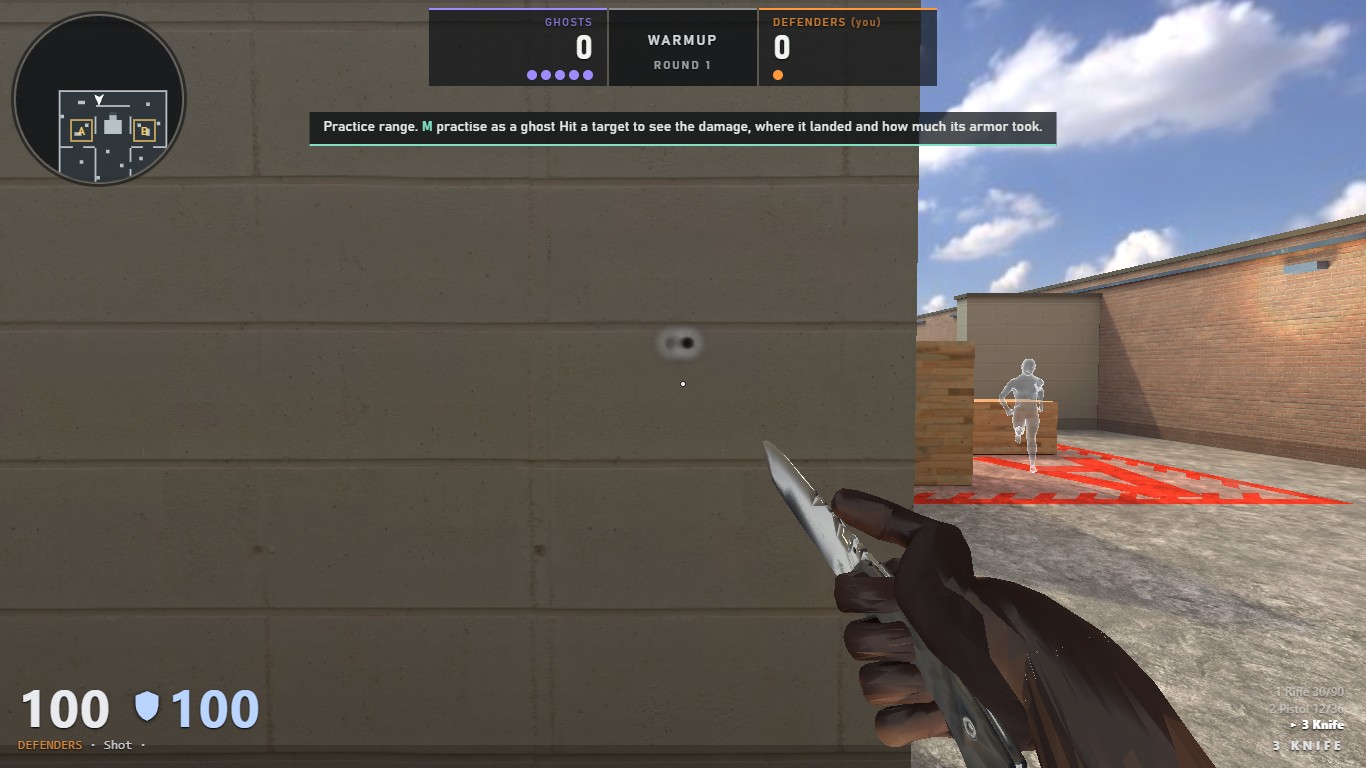 GHOSTS
0
WARMUP
ROUND 1
DEFENDERS (you)
0
Practice range. M practise as a ghost Hit a target to see the damage, where it landed and how much its armor took.
A
B
100
100
DEFENDERS · Shot ·
1 Rifle 30/90
2 Pistol 12/36
▸ 3 Knife
3 KNIFE